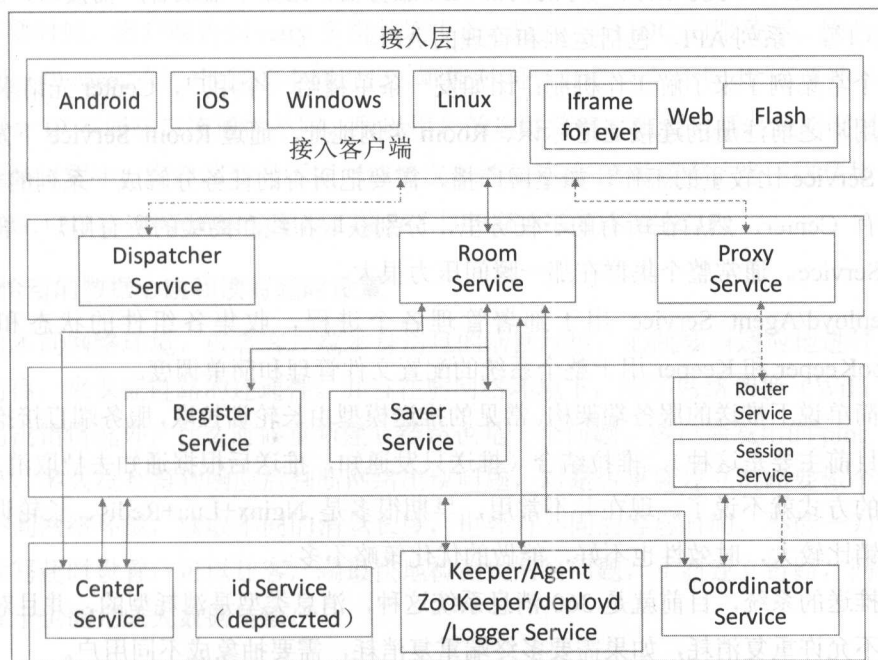 接入层
Android iOS Windows Linux Iframe for ever Web Flash
接入客户端
Dispatcher
Service
Room
Service
Proxy
Service
Register
Service
Saver
Service
Router
Service
Session
Service
Center
Service
id Service
(depreczted)
Keeper/Agent
Zookeeper/deployd
/Logger Service
Coordinator
Service